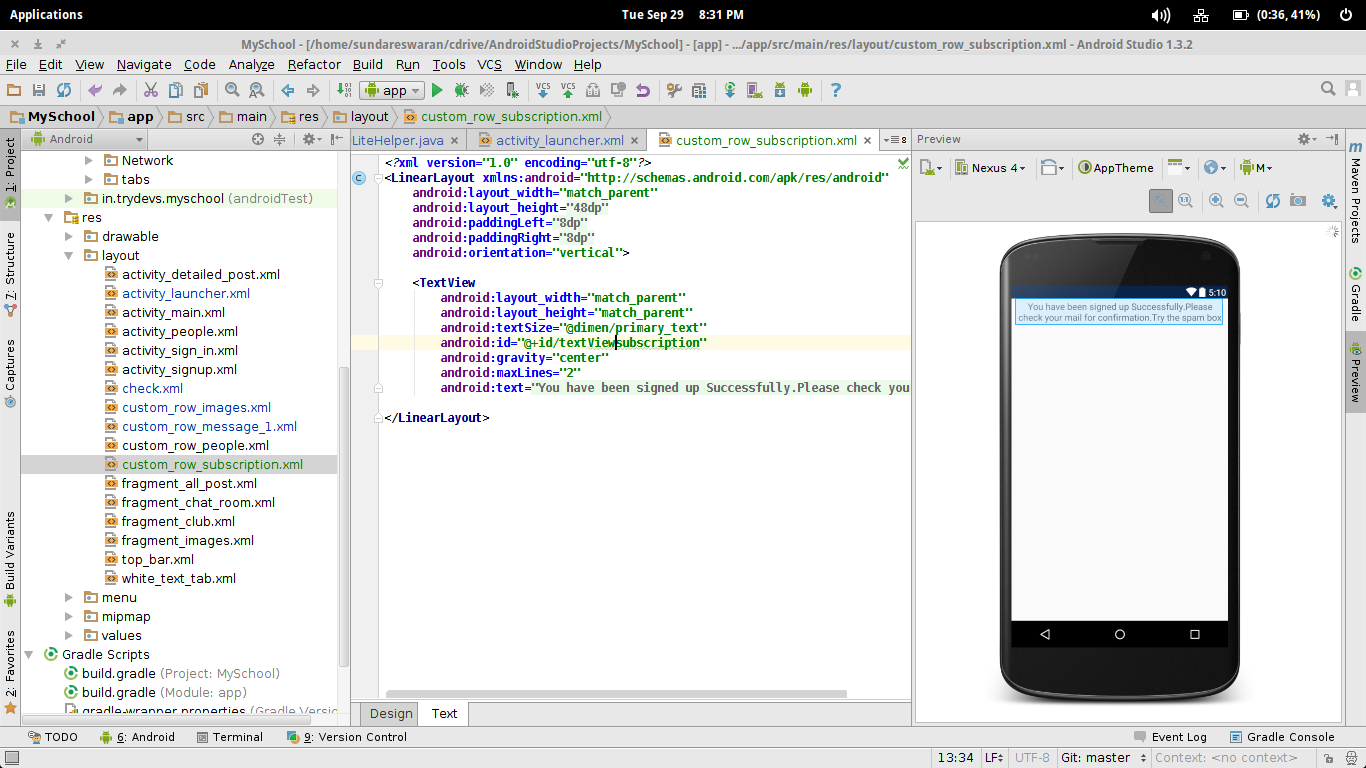 Applications
Tue Sep 29 8:31 PM
(0:36, 41%)
MySchool - [/home/sundareswaran/cdrive/AndroidStudioProjects/MySchool] - [app] - .../app/src/main/res/layout/custom_row_subscription.xml - Android Studio 1.3.2
File Edit View Navigate Code Analyze Refactor Build Run Tools VCS Window Help
app
MySchool app src main res layout custom_row_subscription.xml
1: Project
7: Structure
Captures
Build Variants
2: Favorites
Android
Network
tabs
in.trydevs.myschool (androidTest)
res
drawable
layout
activity_detailed_post.xml
activity_launcher.xml
activity_main.xml
activity_people.xml
activity_sign_in.xml
activity_signup.xml
check.xml
custom_row_images.xml
custom_row_message_1.xml
custom_row_people.xml
custom_row_subscription.xml
fragment_all_post.xml
fragment_chat_room.xml
fragment_club.xml
fragment_images.xml
top_bar.xml
white_text_tab.xml
menu
mipmap
values
Gradle Scripts
build.gradle (Project: MySchool)
build.gradle (Module: app)
gradle-wrapper.properties (Gradle Versio
LiteHelper.java activity_launcher.xml custom_row_subscription.xml
<?xml version="1.0" encoding="utf-8"?>
<LinearLayout xmlns:android="http://schemas.android.com/apk/res/android"
android:layout_width="match_parent"
android:layout_height="48dp"
android:paddingLeft="8dp"
android:paddingRight="8dp"
android:orientation="vertical">
<TextView
android:layout_width="match_parent"
android:layout_height="match_parent"
android:textSize="@dimen/primary_text"
android:id="@+id/textViewsubscription"
android:gravity="center"
android:maxLines="2"
android:text="You have been signed up Successfully.Please check you
</LinearLayout>
Design Text
Preview
Nexus 4 AppTheme M
5:10
You have been signed up Successfully.Please
check your mail for confirmation.Try the spam box
Maven Projects
Gradle
Preview
TODO 6: Android Terminal 9: Version Control Event Log Gradle Console
13:34 LF UTF-8 Git: master Context: <no context>